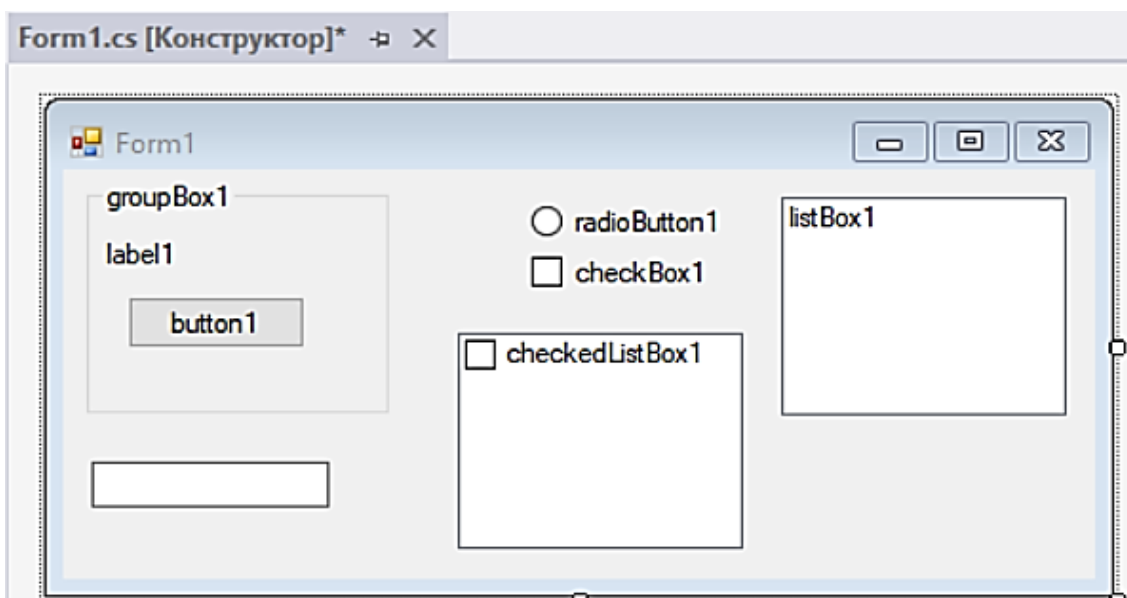 Form1.cs [Конструктор]*
Form1
groupBox1
label1
button1
radioButton1
checkBox1
checkedListBox1
listBox1